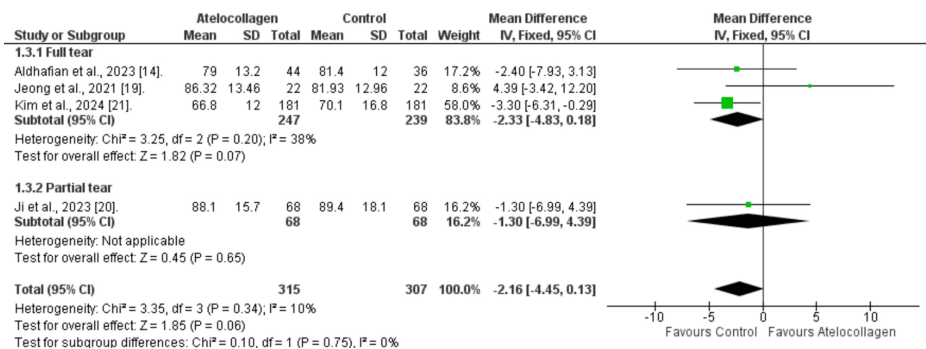 Atelocollagen Control Mean Difference Mean Difference
Study or Subgroup Mean SD Total Mean SD Total Weight IV, Fixed, 95% CI IV, Fixed, 95% CI
1.3.1 Full tear
Aldhafian et al., 2023 [14]. 79 13.2 44 81.4 12 36 17.2% -2.40 [-7.93, 3.13]
Jeong et al., 2021 [19]. 86.32 13.46 22 81.93 12.96 22 8.6% 4.39 [-3.42, 12.20]
Kim et al., 2024 [21]. 66.8 12 181 70.1 16.8 181 58.0% -3.30 [-6.31, -0.29]
Subtotal (95% CI) 247 239 83.8% -2.33 [-4.83, 0.18]
Heterogeneity: Chi² = 3.25, df = 2 (P = 0.20); I² = 38%
Test for overall effect: Z = 1.82 (P = 0.07)
1.3.2 Partial tear
Ji et al., 2023 [20]. 88.1 15.7 68 89.4 18.1 68 16.2% -1.30 [-6.99, 4.39]
Subtotal (95% CI) 68 68 16.2% -1.30 [-6.99, 4.39]
Heterogeneity: Not applicable
Test for overall effect: Z = 0.45 (P = 0.65)
Total (95% CI) 315 307 100.0% -2.16 [-4.45, 0.13]
Heterogeneity: Chi² = 3.35, df = 3 (P = 0.34); I² = 10%
Test for overall effect: Z = 1.85 (P = 0.06)
Test for subgroup differences: Chi² = 0.10, df = 1 (P = 0.75), I² = 0%
-10 -5 0 5 10
Favours Control Favours Atelocollagen